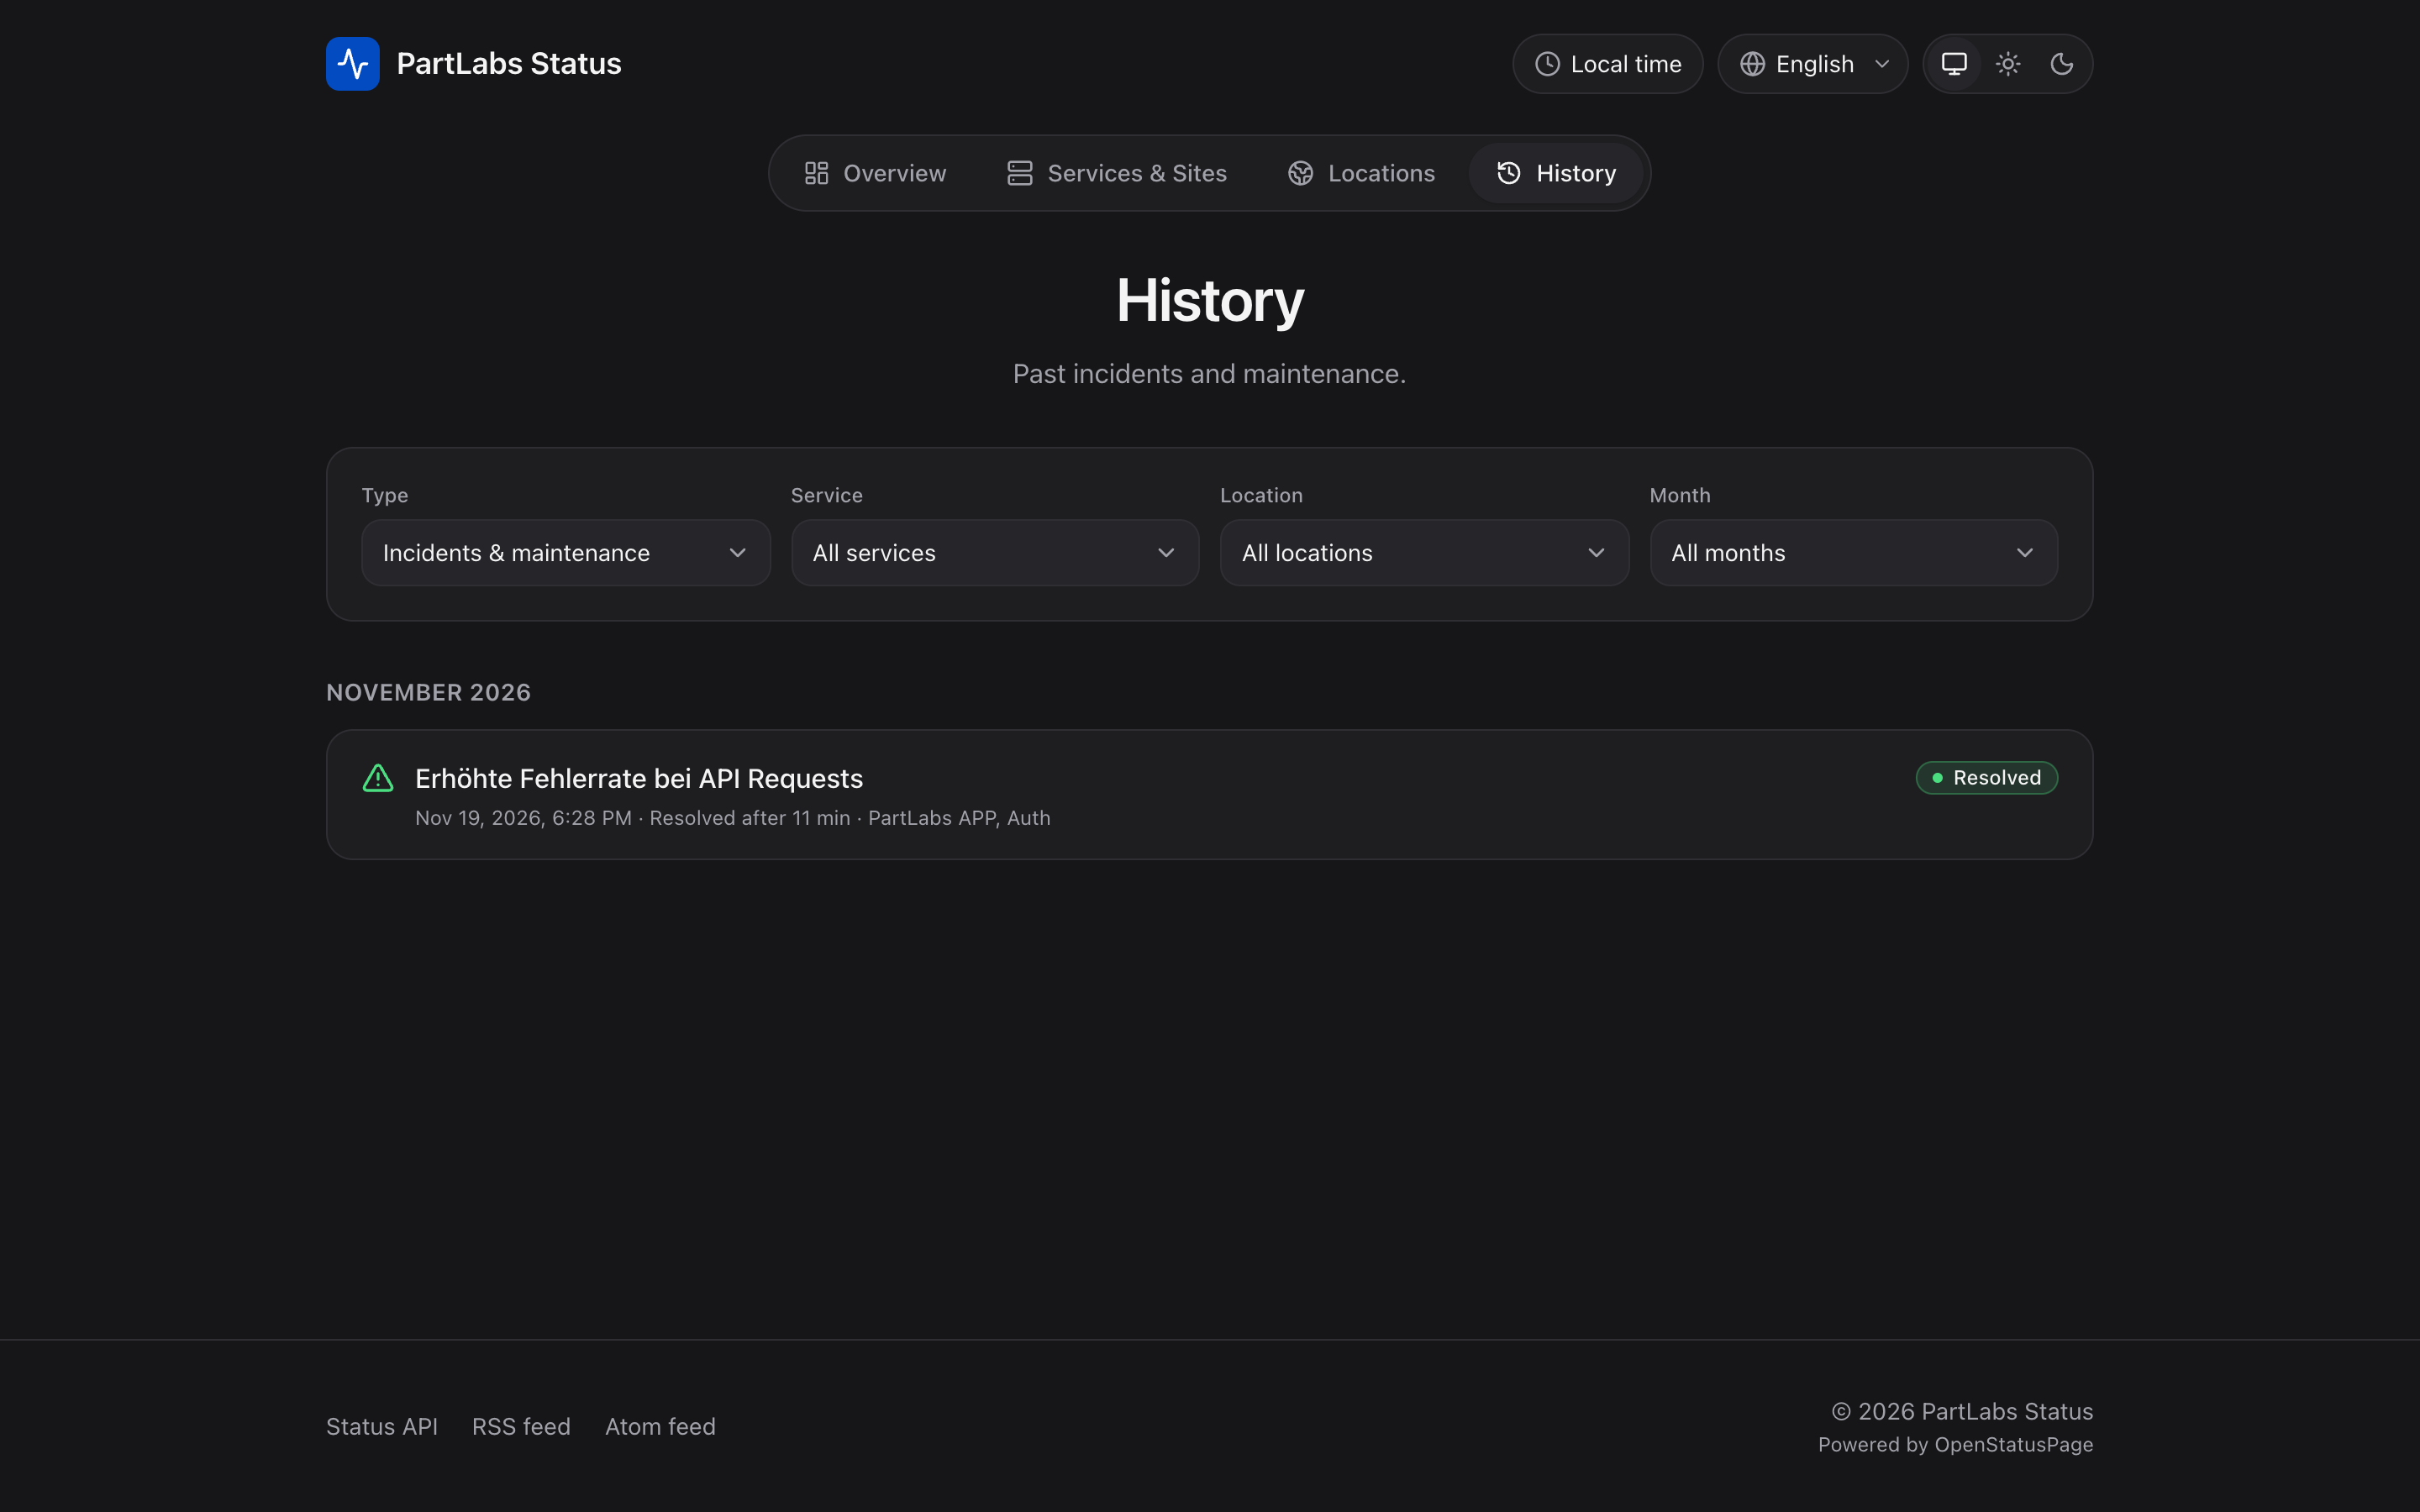 PartLabs Status
Local time
English
Overview
Services & Sites
Locations
History
History
Past incidents and maintenance.
Type
Service
Location
Month
Incidents & maintenance
All services
All locations
All months
NOVEMBER 2026
Erhöhte Fehlerrate bei API Requests
Resolved
Nov 19, 2026, 6:28 PM · Resolved after 11 min · PartLabs APP, Auth
Status API
RSS feed
Atom feed
© 2026 PartLabs Status
Powered by OpenStatusPage